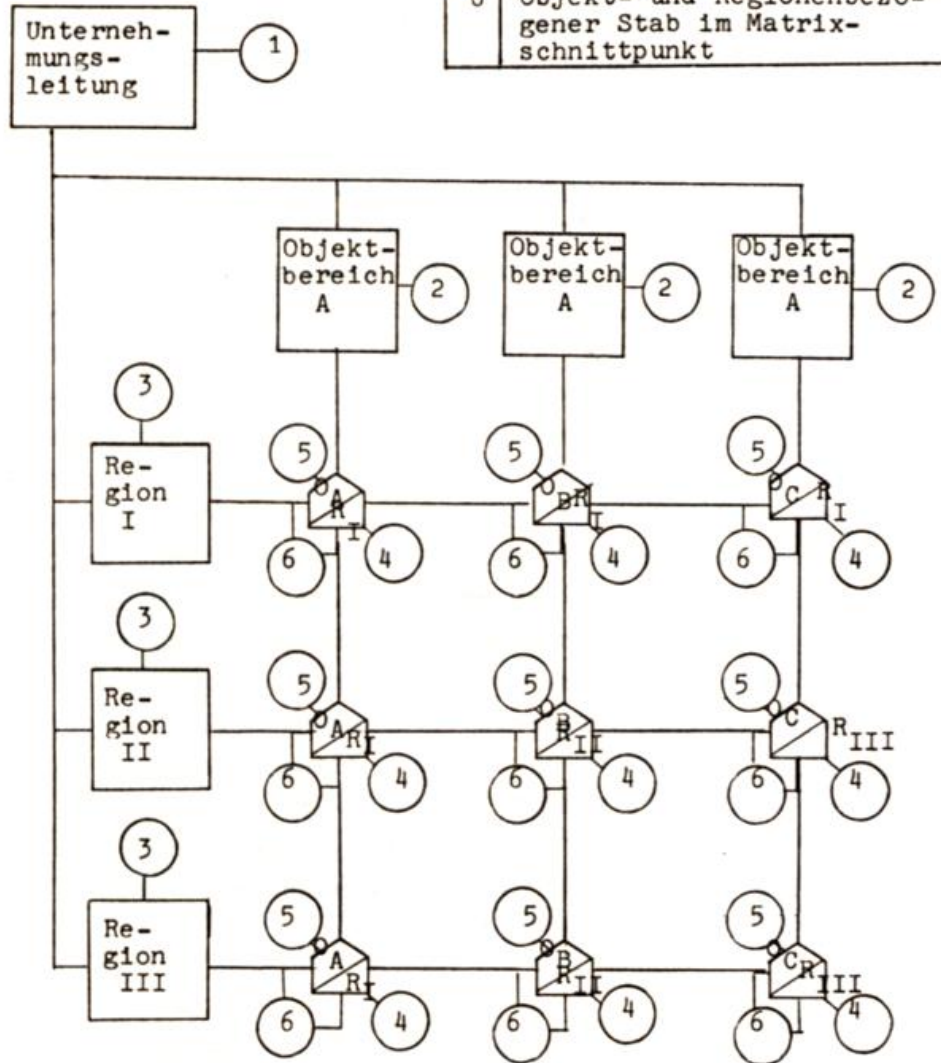 6 Objekt- und Regionenbezo-
gener Stab im Matrix-
schnittpunkt
Unterneh-
mungs-
leitung
1
Objekt-
bereich
A
2
Objekt-
bereich
A
2
Objekt-
bereich
A
2
3
Re-
gion
I
5
A
R I
6
4
5
B R I
6
4
5
C R I
6
4
3
Re-
gion
II
5
A
R I
6
4
5
B
R II
6
4
5
C
R III
6
4
3
Re-
gion
III
5
A
R I
6
4
5
B
R II
6
4
5
C
R III
6
4